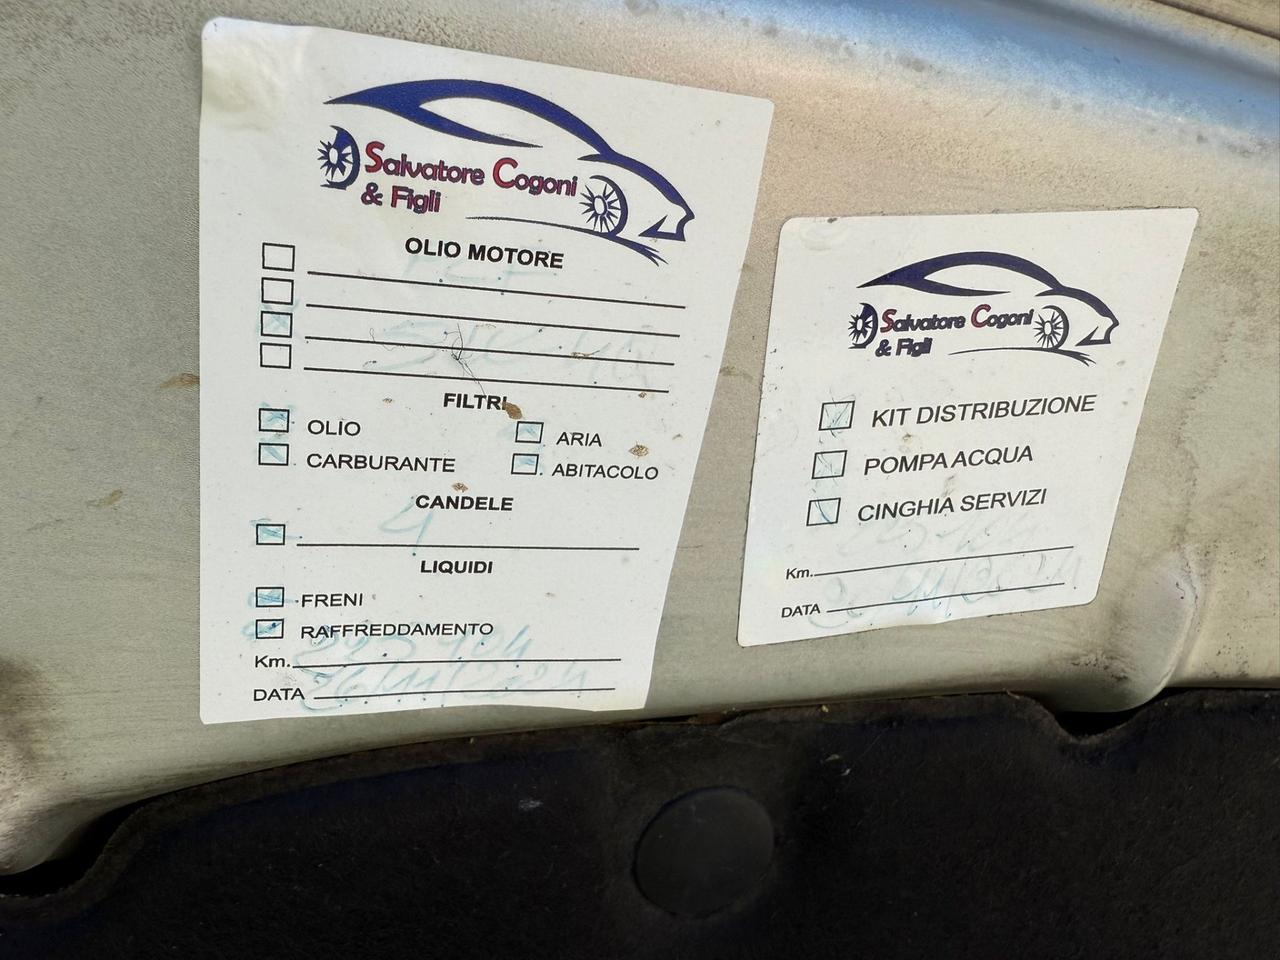 Salvatore Cogoni
& Figli
OLIO MOTORE
FILTRI
OLIO
ARIA
CARBURANTE
ABITACOLO
CANDELE
4
LIQUIDI
FRENI
RAFFREDDAMENTO
Km.
DATA
Salvatore Cogoni
& Figli
KIT DISTRIBUZIONE
POMPA ACQUA
CINGHIA SERVIZI
Km.
DATA